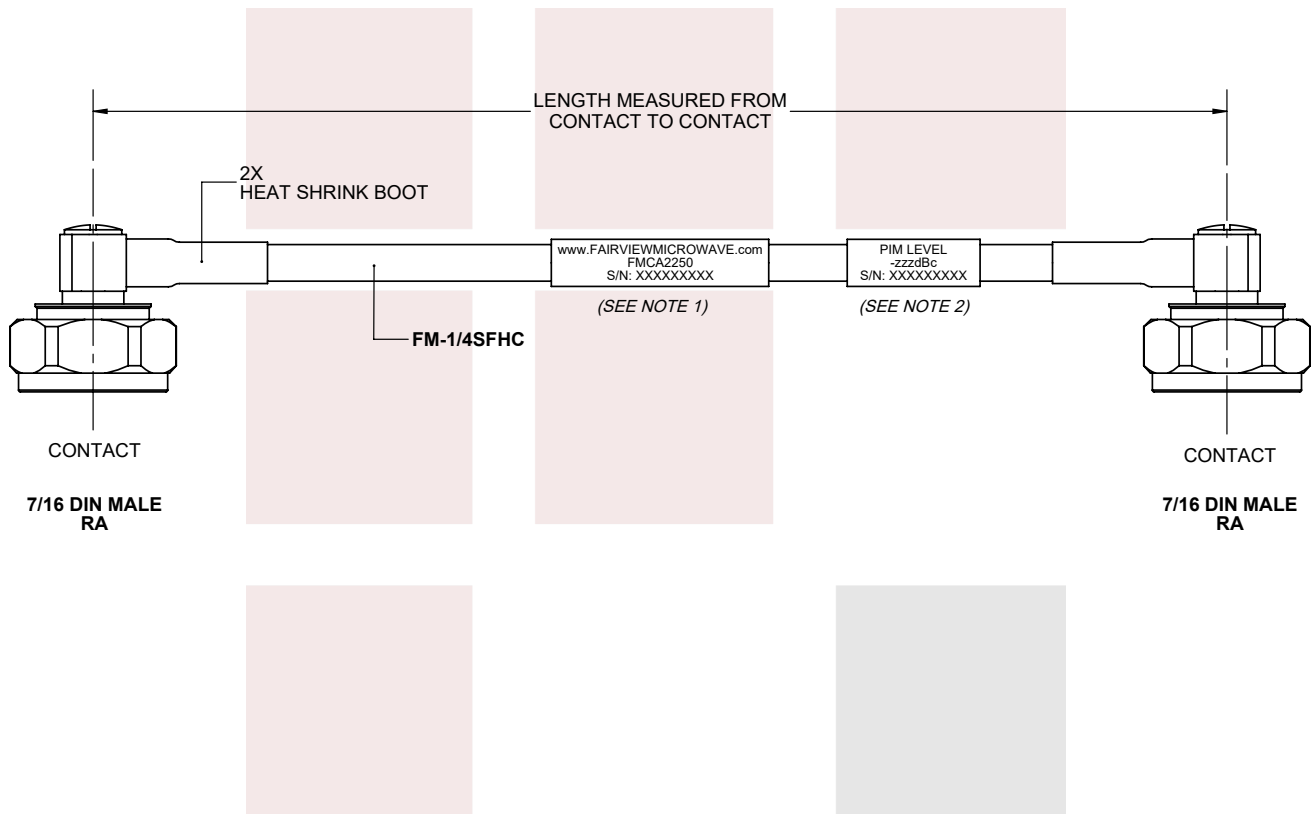 LENGTH MEASURED FROM
CONTACT TO CONTACT
2X
HEAT SHRINK BOOT
www.FAIRVIEWMICROWAVE.com
FMCA2250
S/N: XXXXXXXXX
PIM LEVEL
-zzzdBc
S/N: XXXXXXXXX
(SEE NOTE 1)
(SEE NOTE 2)
FM-1/4SFHC
CONTACT
7/16 DIN MALE
RA
CONTACT
7/16 DIN MALE
RA